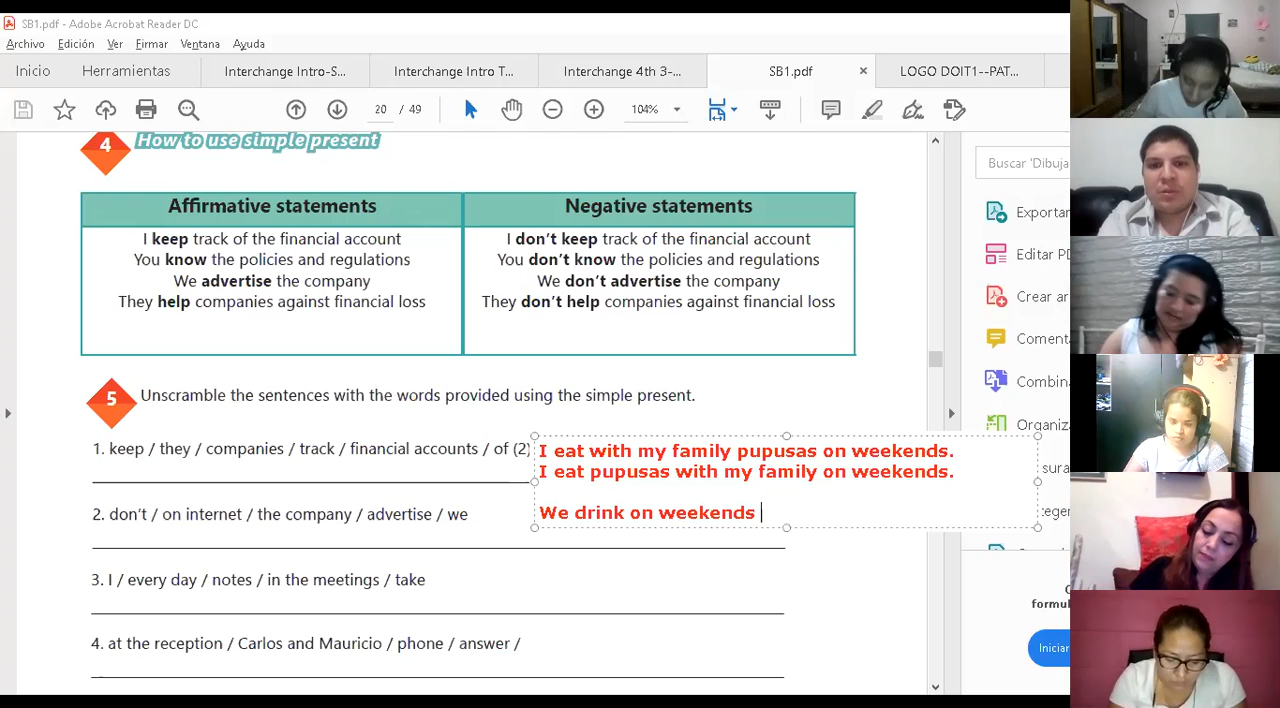 SB1.pdf - Adobe Acrobat Reader DC
Archivo Edición Ver Firmar Ventana Ayuda
Inicio Herramientas Interchange Intro-S... Interchange Intro T... Interchange 4th 3-... SB1.pdf × LOGO DOIT1--PAT...
20 / 49 104%
4 How to use simple present
Buscar 'Dibuja
Affirmative statements Negative statements
I keep track of the financial account I don't keep track of the financial account
You know the policies and regulations You don't know the policies and regulations
We advertise the company We don't advertise the company
They help companies against financial loss They don't help companies against financial loss
Exportar
Editar PD
Crear ar
Comenta
Combina
Organiza
5 Unscramble the sentences with the words provided using the simple present.
1. keep / they / companies / track / financial accounts / of (2)
I eat with my family pupusas on weekends.
I eat pupusas with my family on weekends.
We drink on weekends
2. don't / on internet / the company / advertise / we
3. I / every day / notes / in the meetings / take
4. at the reception / Carlos and Mauricio / phone / answer /
formul
Iniciar